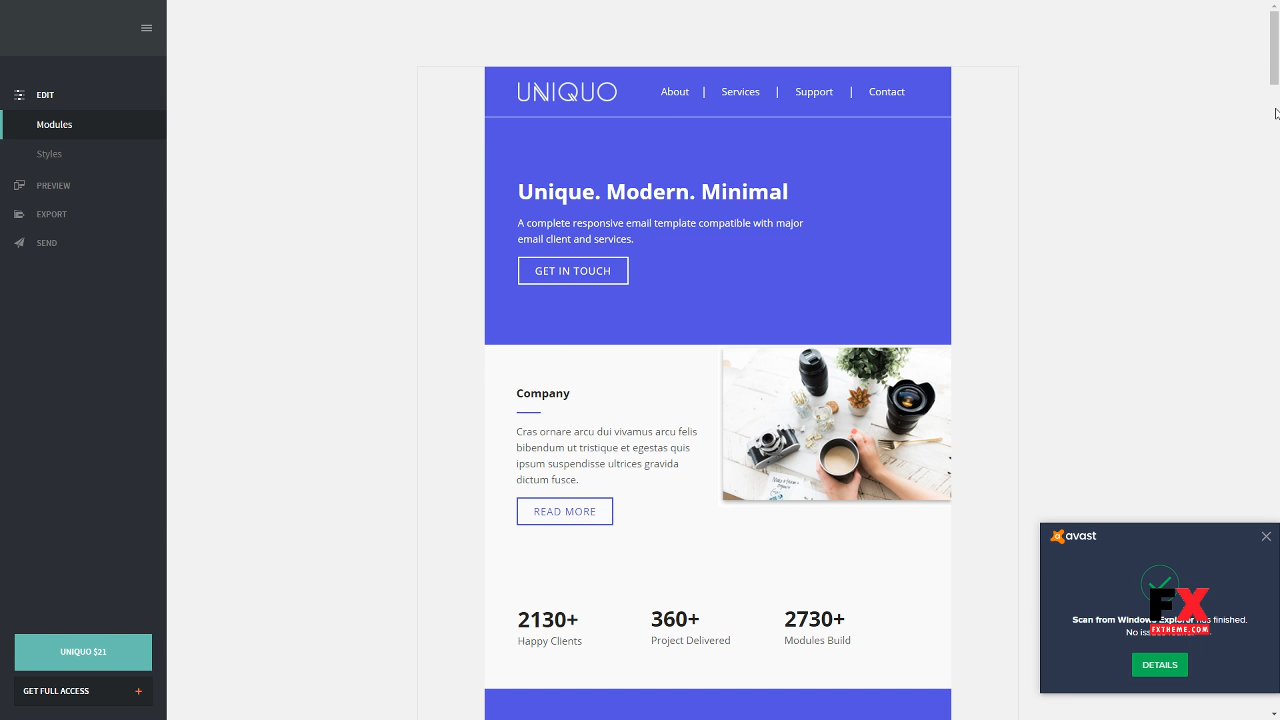 EDIT
Modules
Styles
PREVIEW
EXPORT
SEND
UNIQUO $21
GET FULL ACCESS
UNIQUO
About | Services | Support | Contact
Unique. Modern. Minimal
A complete responsive email template compatible with major
email client and services.
GET IN TOUCH
Company
Cras ornare arcu dui vivamus arcu felis
bibendum ut tristique et egestas quis
ipsum suspendisse ultrices gravida
dictum fusce.
READ MORE
2130+
Happy Clients
360+
Project Delivered
2730+
Modules Build
avast
Scan from Windows Explorer has finished.
No
FX
FXTHEME.COM
DETAILS